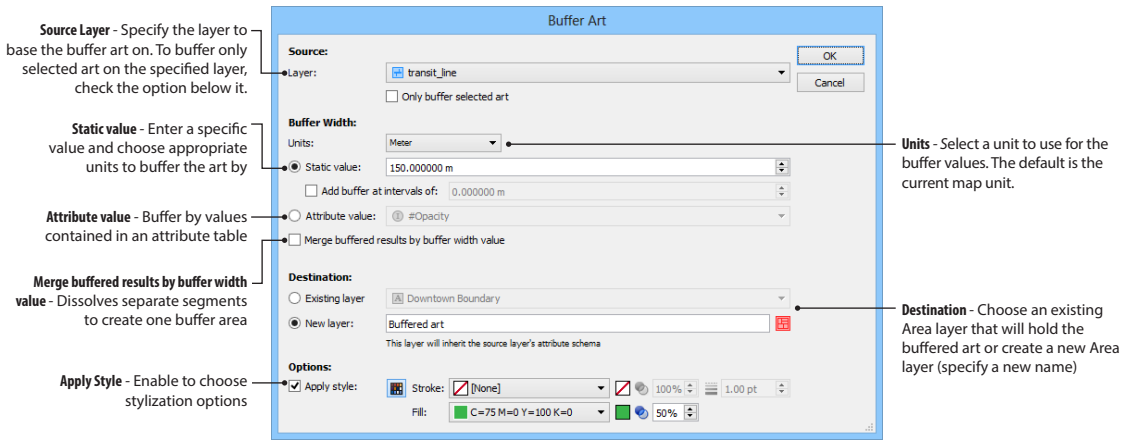 Buffer Art
Source Layer - Specify the layer to
base the buffer art on. To buffer only
selected art on the specified layer,
check the option below it.
Static value - Enter a specific
value and choose appropriate
units to buffer the art by
Attribute value - Buffer by values
contained in an attribute table
Merge buffered results by buffer width
value - Dissolves separate segments
to create one buffer area
Apply Style - Enable to choose
stylization options
Source:
Layer:
transit_line
Only buffer selected art
OK
Cancel
Buffer Width:
Units:
Meter
Static value:
150.000000 m
Add buffer at intervals of:
0.000000 m
Attribute value:
#Opacity
Merge buffered results by buffer width value
Destination:
Existing layer
A Downtown Boundary
New layer:
Buffered art
This layer will inherit the source layer's attribute schema
Options:
Apply style:
Stroke:
[None]
100%
1.00 pt
Fill:
C=75 M=0 Y=100 K=0
50%
Units - Select a unit to use for the
buffer values. The default is the
current map unit.
Destination - Choose an existing
Area layer that will hold the
buffered art or create a new Area
layer (specify a new name)